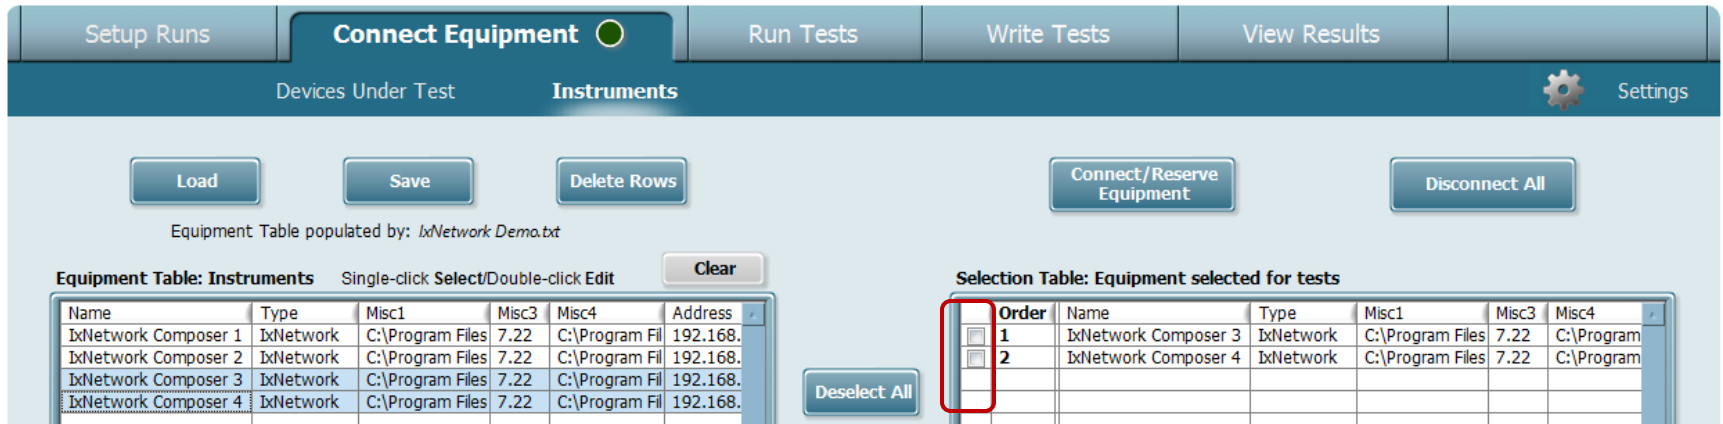 Setup Runs Connect Equipment Run Tests Write Tests View Results
Devices Under Test Instruments Settings
Load Save Delete Rows Connect/Reserve Equipment Disconnect All
Equipment Table populated by: IxNetwork Demo.txt
Clear
Equipment Table: Instruments Single-click Select/Double-click Edit
Name Type Misc1 Misc3 Misc4 Address
IxNetwork Composer 1 IxNetwork C:\Program Files 7.22 C:\Program Fil 192.168.
IxNetwork Composer 2 IxNetwork C:\Program Files 7.22 C:\Program Fil 192.168.
IxNetwork Composer 3 IxNetwork C:\Program Files 7.22 C:\Program Fil 192.168.
IxNetwork Composer 4 IxNetwork C:\Program Files 7.22 C:\Program Fil 192.168.
Deselect All
Selection Table: Equipment selected for tests
Order Name Type Misc1 Misc3 Misc4
1 IxNetwork Composer 3 IxNetwork C:\Program Files 7.22 C:\Program
2 IxNetwork Composer 4 IxNetwork C:\Program Files 7.22 C:\Program